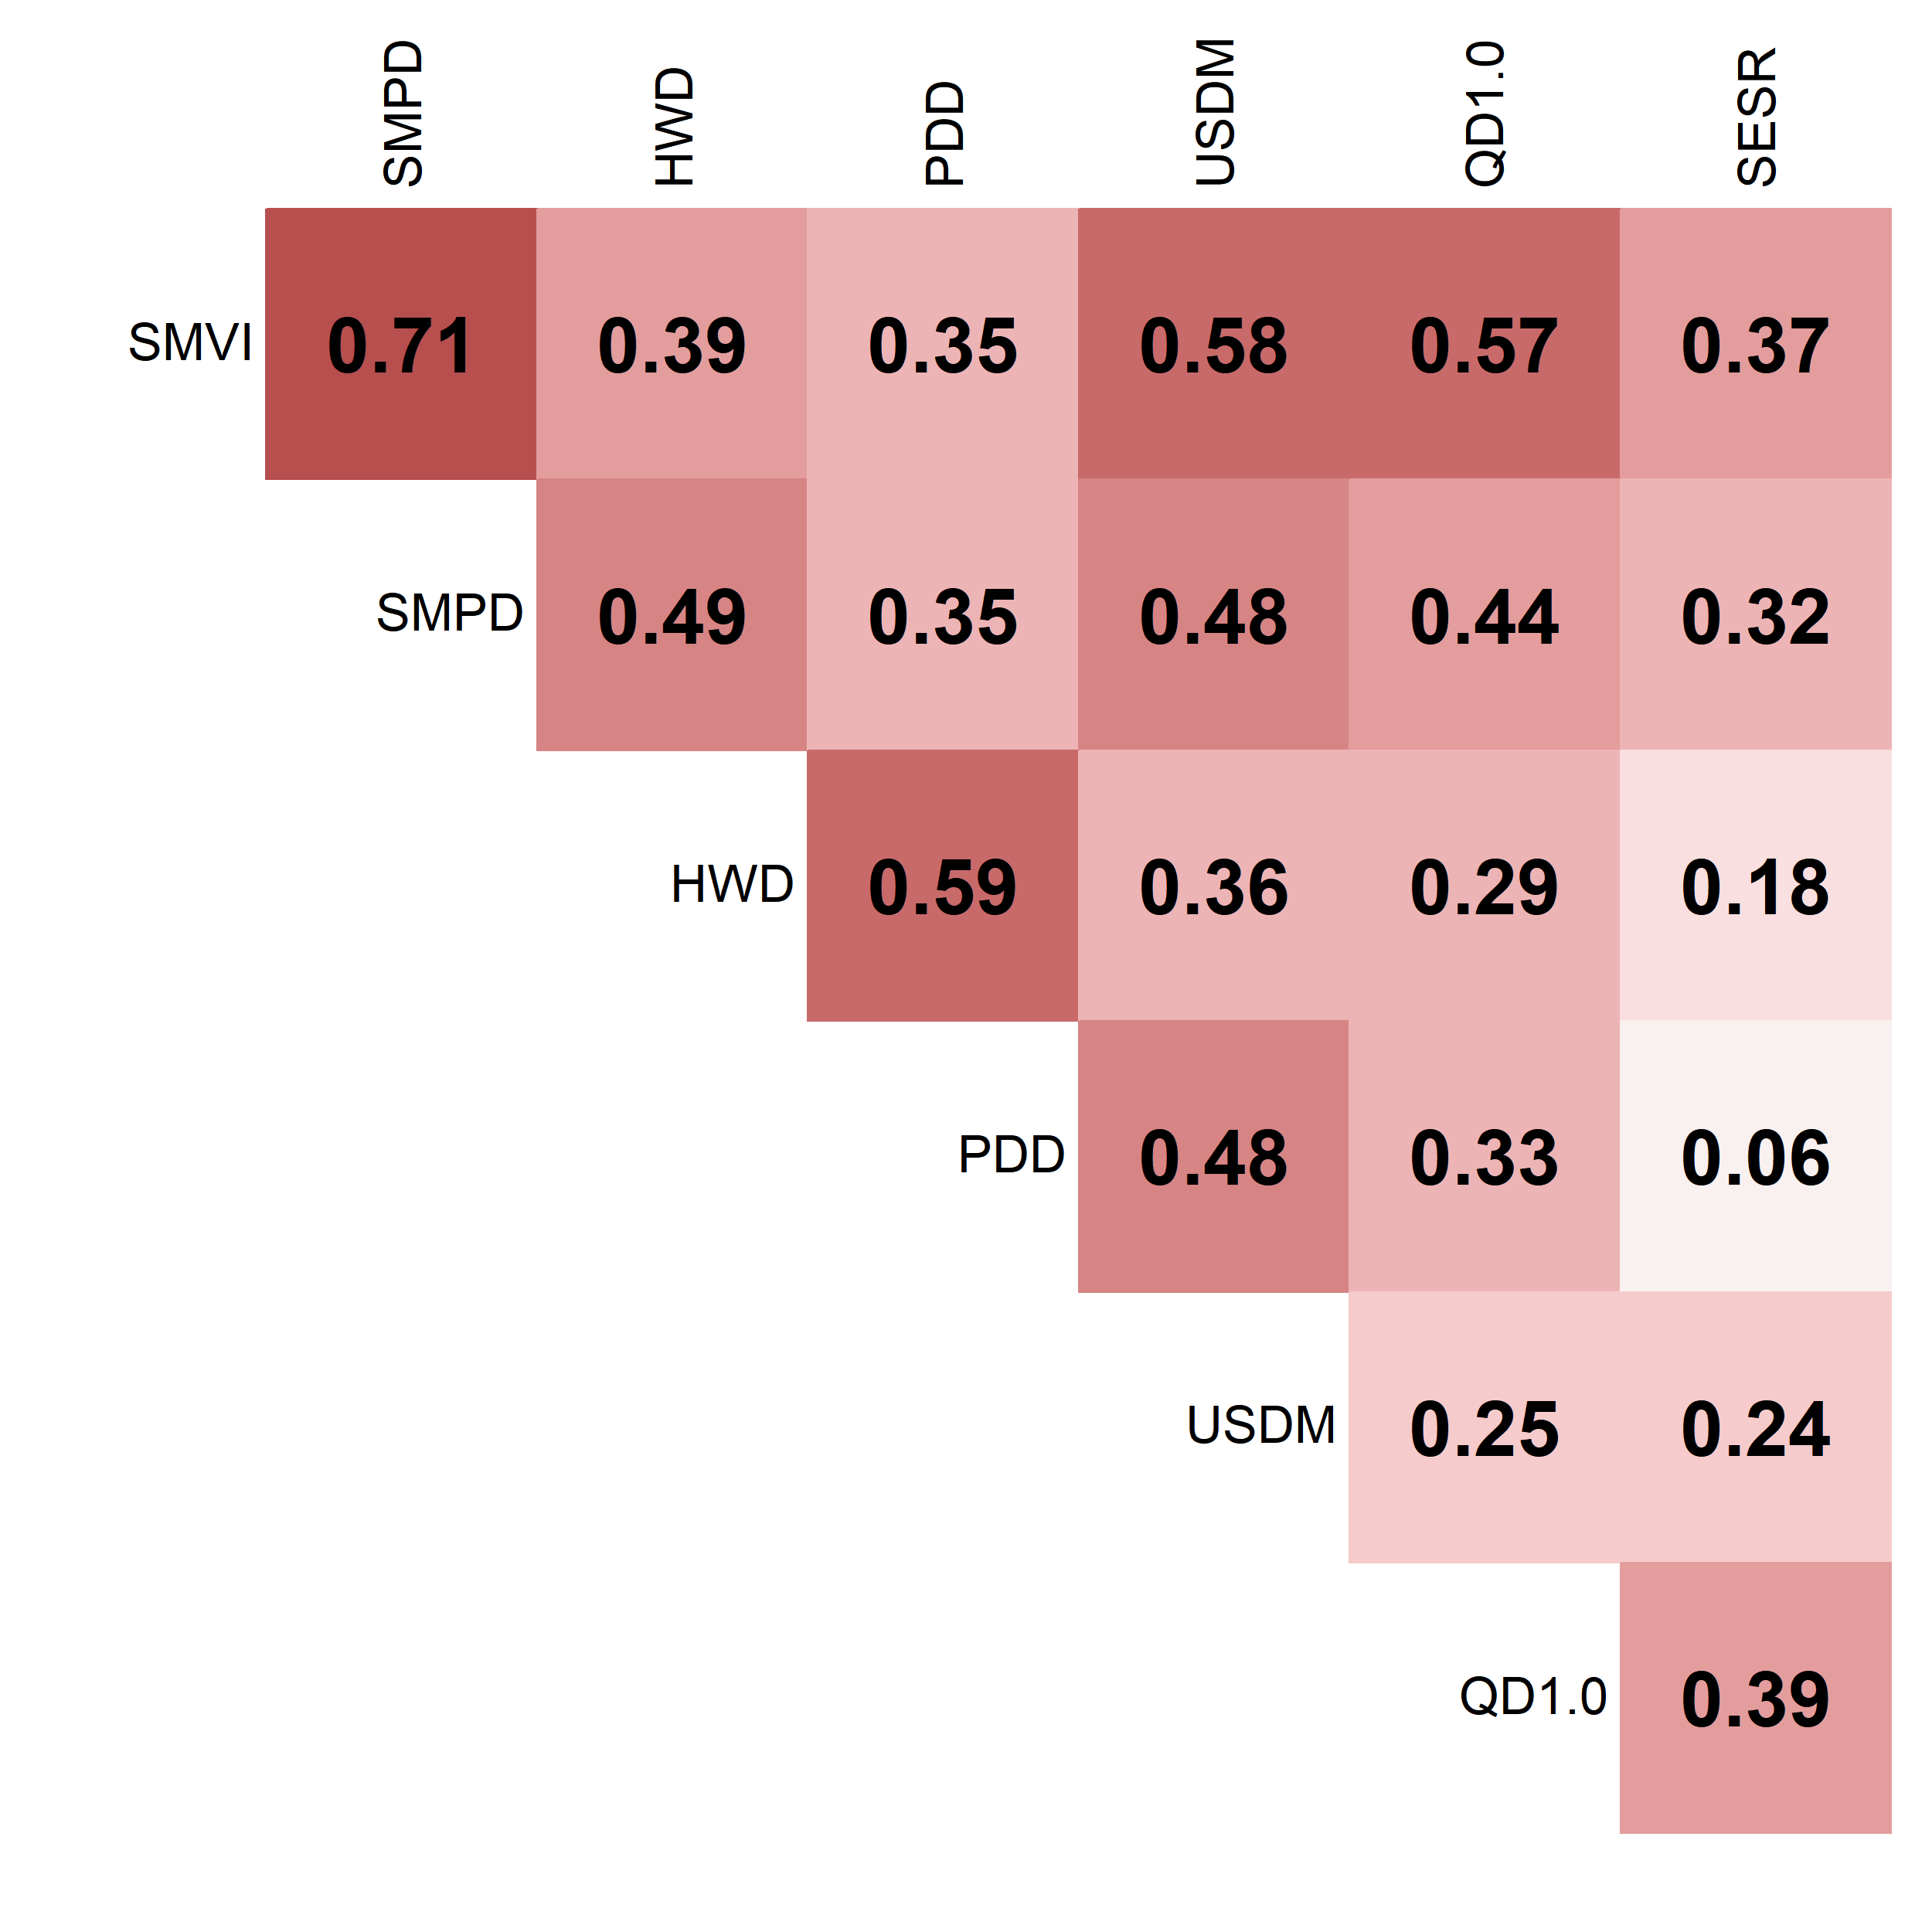 SMPD HWD PDD USDM QD1.0 SESR
SMVI 0.71 0.39 0.35 0.58 0.57 0.37
SMPD 0.49 0.35 0.48 0.44 0.32
HWD 0.59 0.36 0.29 0.18
PDD 0.48 0.33 0.06
USDM 0.25 0.24
QD1.0 0.39